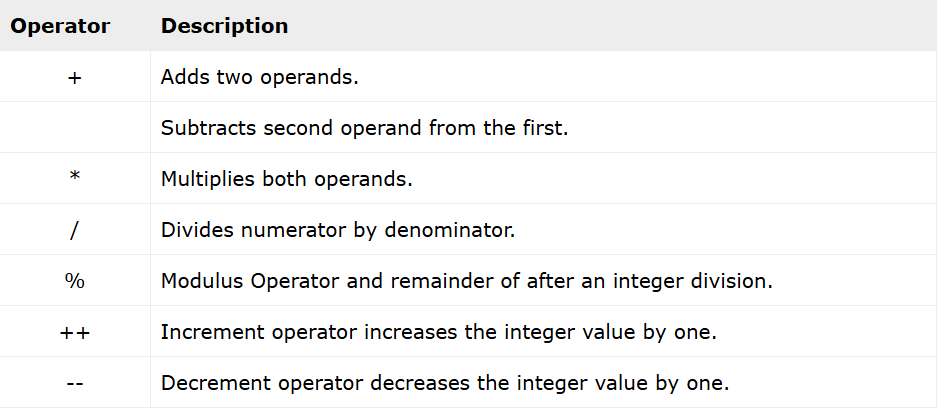 Operator Description
+ Adds two operands.
Subtracts second operand from the first.
* Multiplies both operands.
/ Divides numerator by denominator.
% Modulus Operator and remainder of after an integer division.
++ Increment operator increases the integer value by one.
-- Decrement operator decreases the integer value by one.